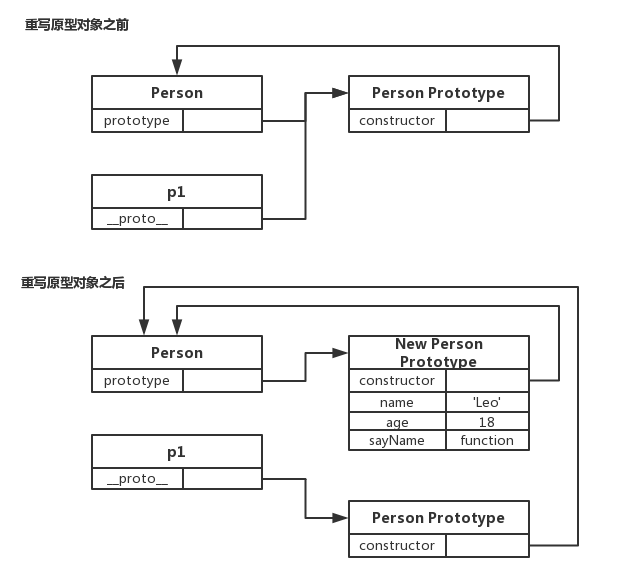 重写原型对象之前
Person
prototype
Person Prototype
constructor
p1
__proto__
重写原型对象之后
Person
prototype
New Person
Prototype
constructor
name 'Leo'
age 18
sayName function
p1
__proto__
Person Prototype
constructor